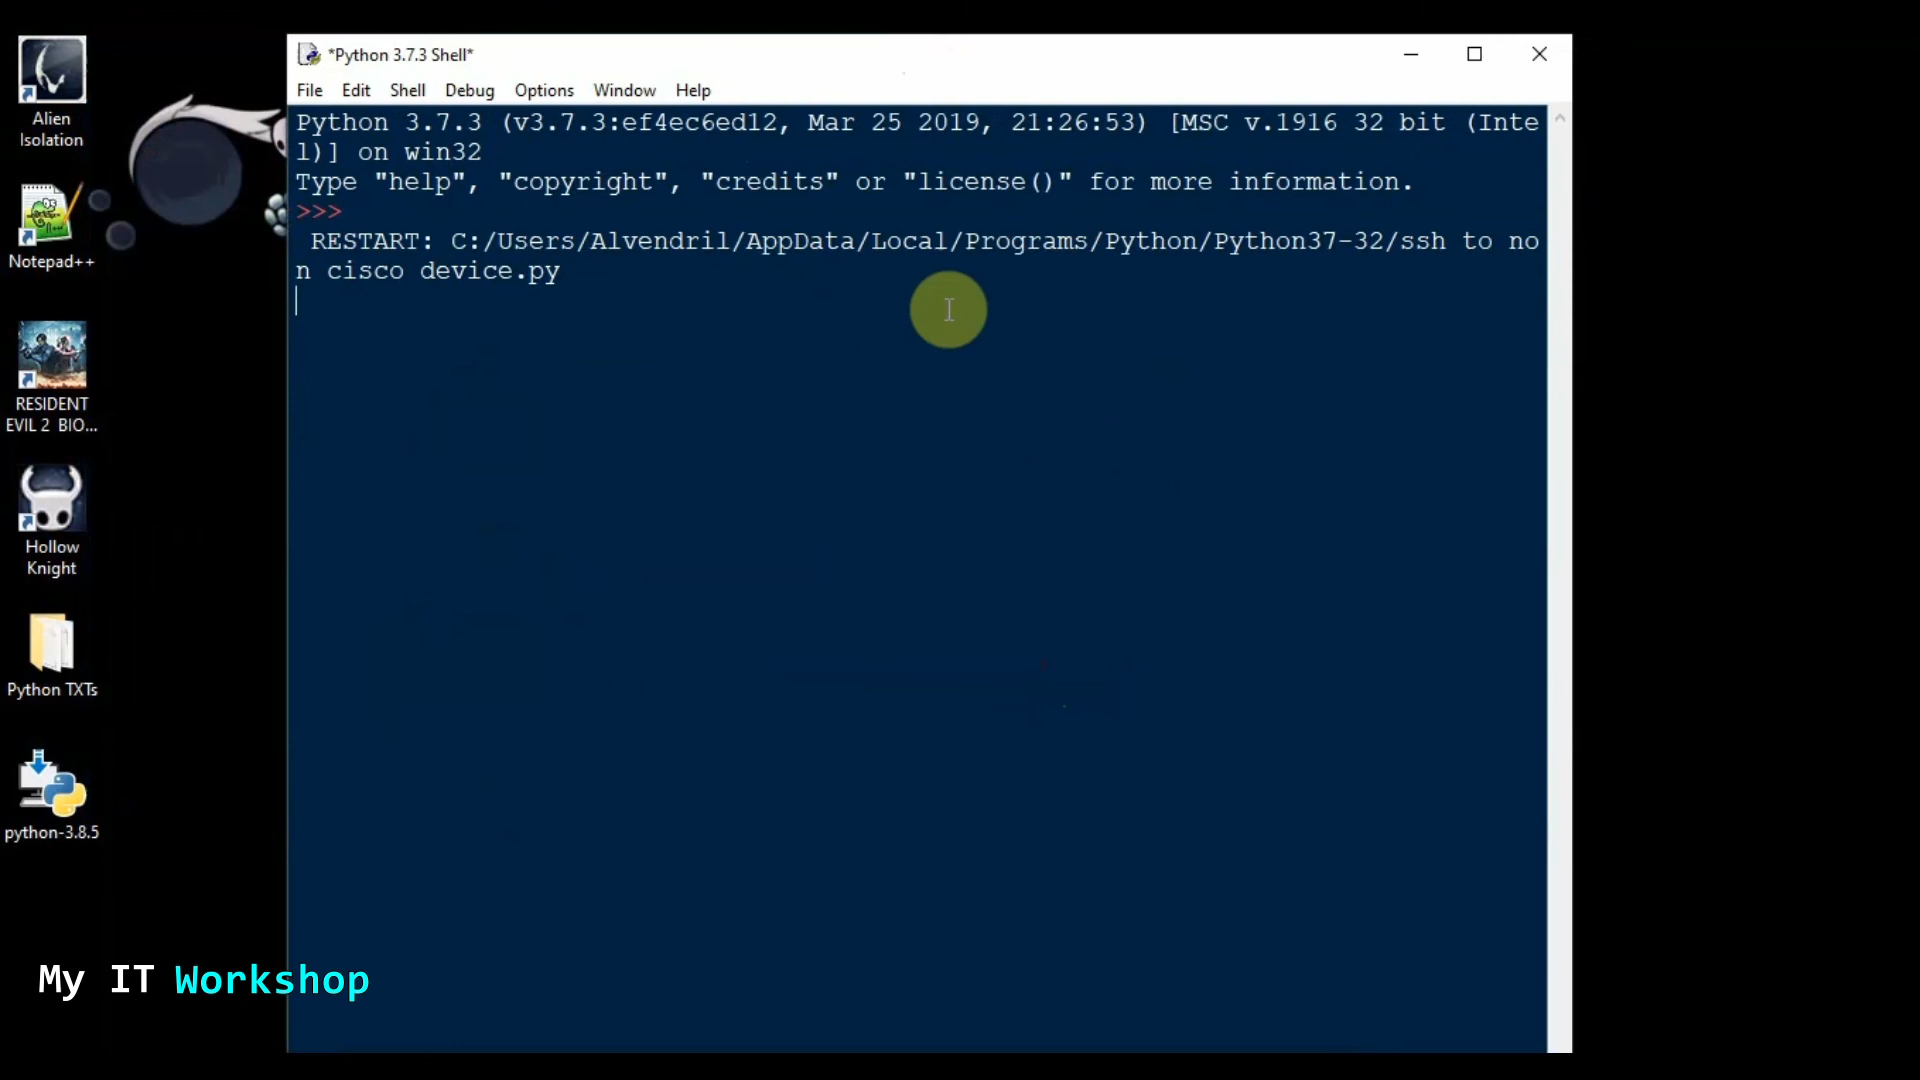 *Python 3.7.3 Shell*
File Edit Shell Debug Options Window Help
Python 3.7.3 (v3.7.3:ef4ec6ed12, Mar 25 2019, 21:26:53) [MSC v.1916 32 bit (Inte
l)] on win32
Type "help", "copyright", "credits" or "license()" for more information.
>>>
RESTART: C:/Users/Alvendril/AppData/Local/Programs/Python/Python37-32/ssh to no
n cisco device.py
Alien
Isolation
Notepad++
RESIDENT
EVIL 2 BIO...
Hollow
Knight
Python TXTs
python-3.8.5
My IT Workshop